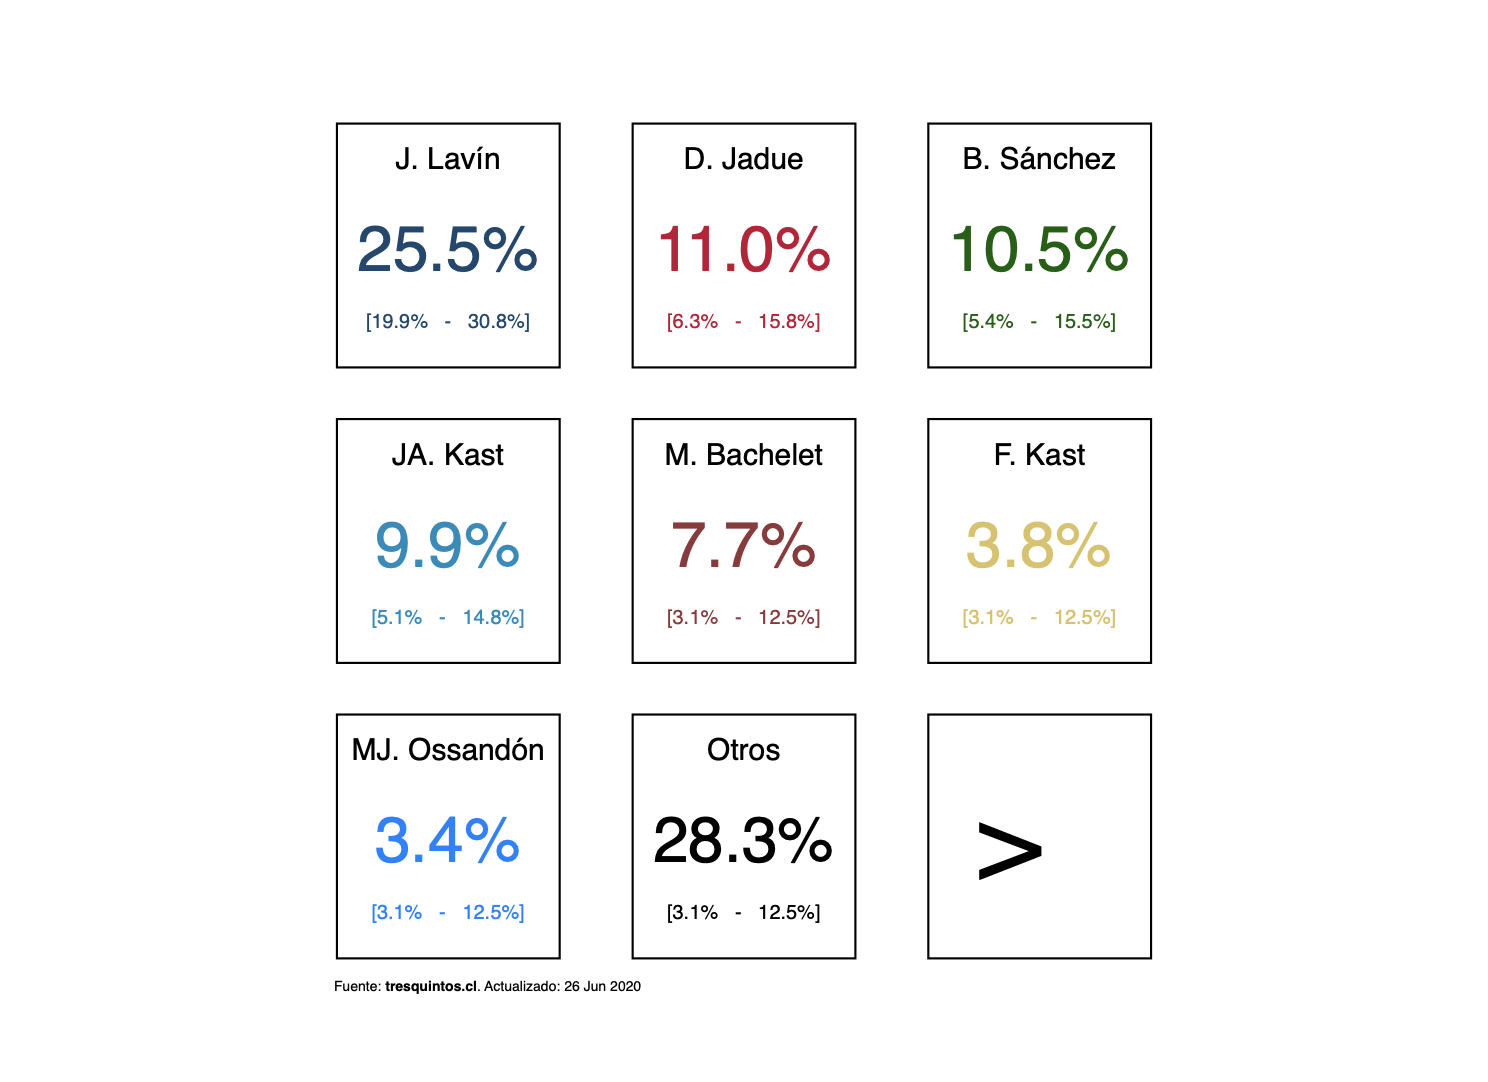 J. Lavín
25.5%
[19.9% - 30.8%]
D. Jadue
11.0%
[6.3% - 15.8%]
B. Sánchez
10.5%
[5.4% - 15.5%]
JA. Kast
9.9%
[5.1% - 14.8%]
M. Bachelet
7.7%
[3.1% - 12.5%]
F. Kast
3.8%
[3.1% - 12.5%]
MJ. Ossandón
3.4%
[3.1% - 12.5%]
Otros
28.3%
[3.1% - 12.5%]
>
Fuente: tresquintos.cl. Actualizado: 26 Jun 2020